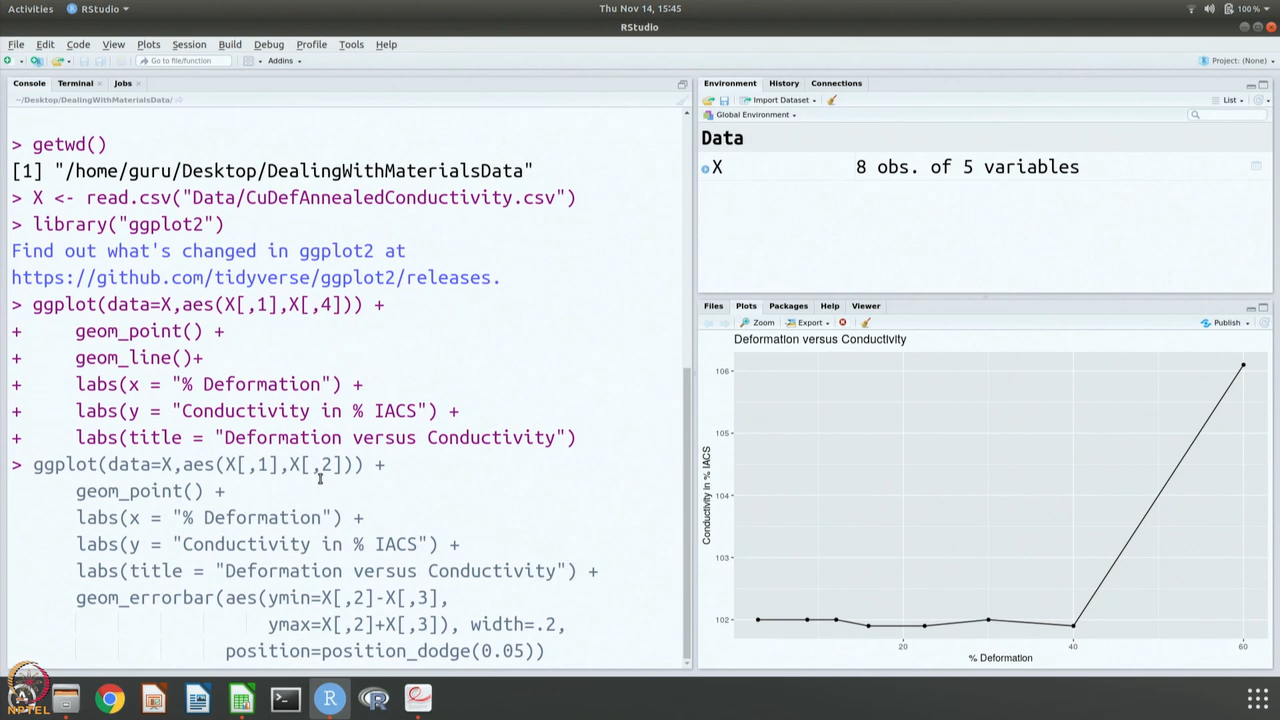 Activities RStudio Thu Nov 14, 15:45 100 %
RStudio
File Edit Code View Plots Session Build Debug Profile Tools Help
Go to file/function Addins Project: (None)
Console Terminal Jobs
~/Desktop/DealingWithMaterialsData/
> getwd()
[1] "/home/guru/Desktop/DealingWithMaterialsData"
> X <- read.csv("Data/CuDefAnnealedConductivity.csv")
> library("ggplot2")
Find out what's changed in ggplot2 at
https://github.com/tidyverse/ggplot2/releases.
> ggplot(data=X,aes(X[,1],X[,4])) +
+ geom_point() +
+ geom_line()+
+ labs(x = "% Deformation") +
+ labs(y = "Conductivity in % IACS") +
+ labs(title = "Deformation versus Conductivity")
> ggplot(data=X,aes(X[,1],X[,2])) +
geom_point() +
labs(x = "% Deformation") +
labs(y = "Conductivity in % IACS") +
labs(title = "Deformation versus Conductivity") +
geom_errorbar(aes(ymin=X[,2]-X[,3],
ymax=X[,2]+X[,3]), width=.2,
position=position_dodge(0.05))
Environment History Connections
Import Dataset List
Global Environment
Data
X 8 obs. of 5 variables
Files Plots Packages Help Viewer
Zoom Export Publish
Deformation versus Conductivity
106
105
104
103
102
Conductivity in % IACS
20 40 60
% Deformation
NPTEL